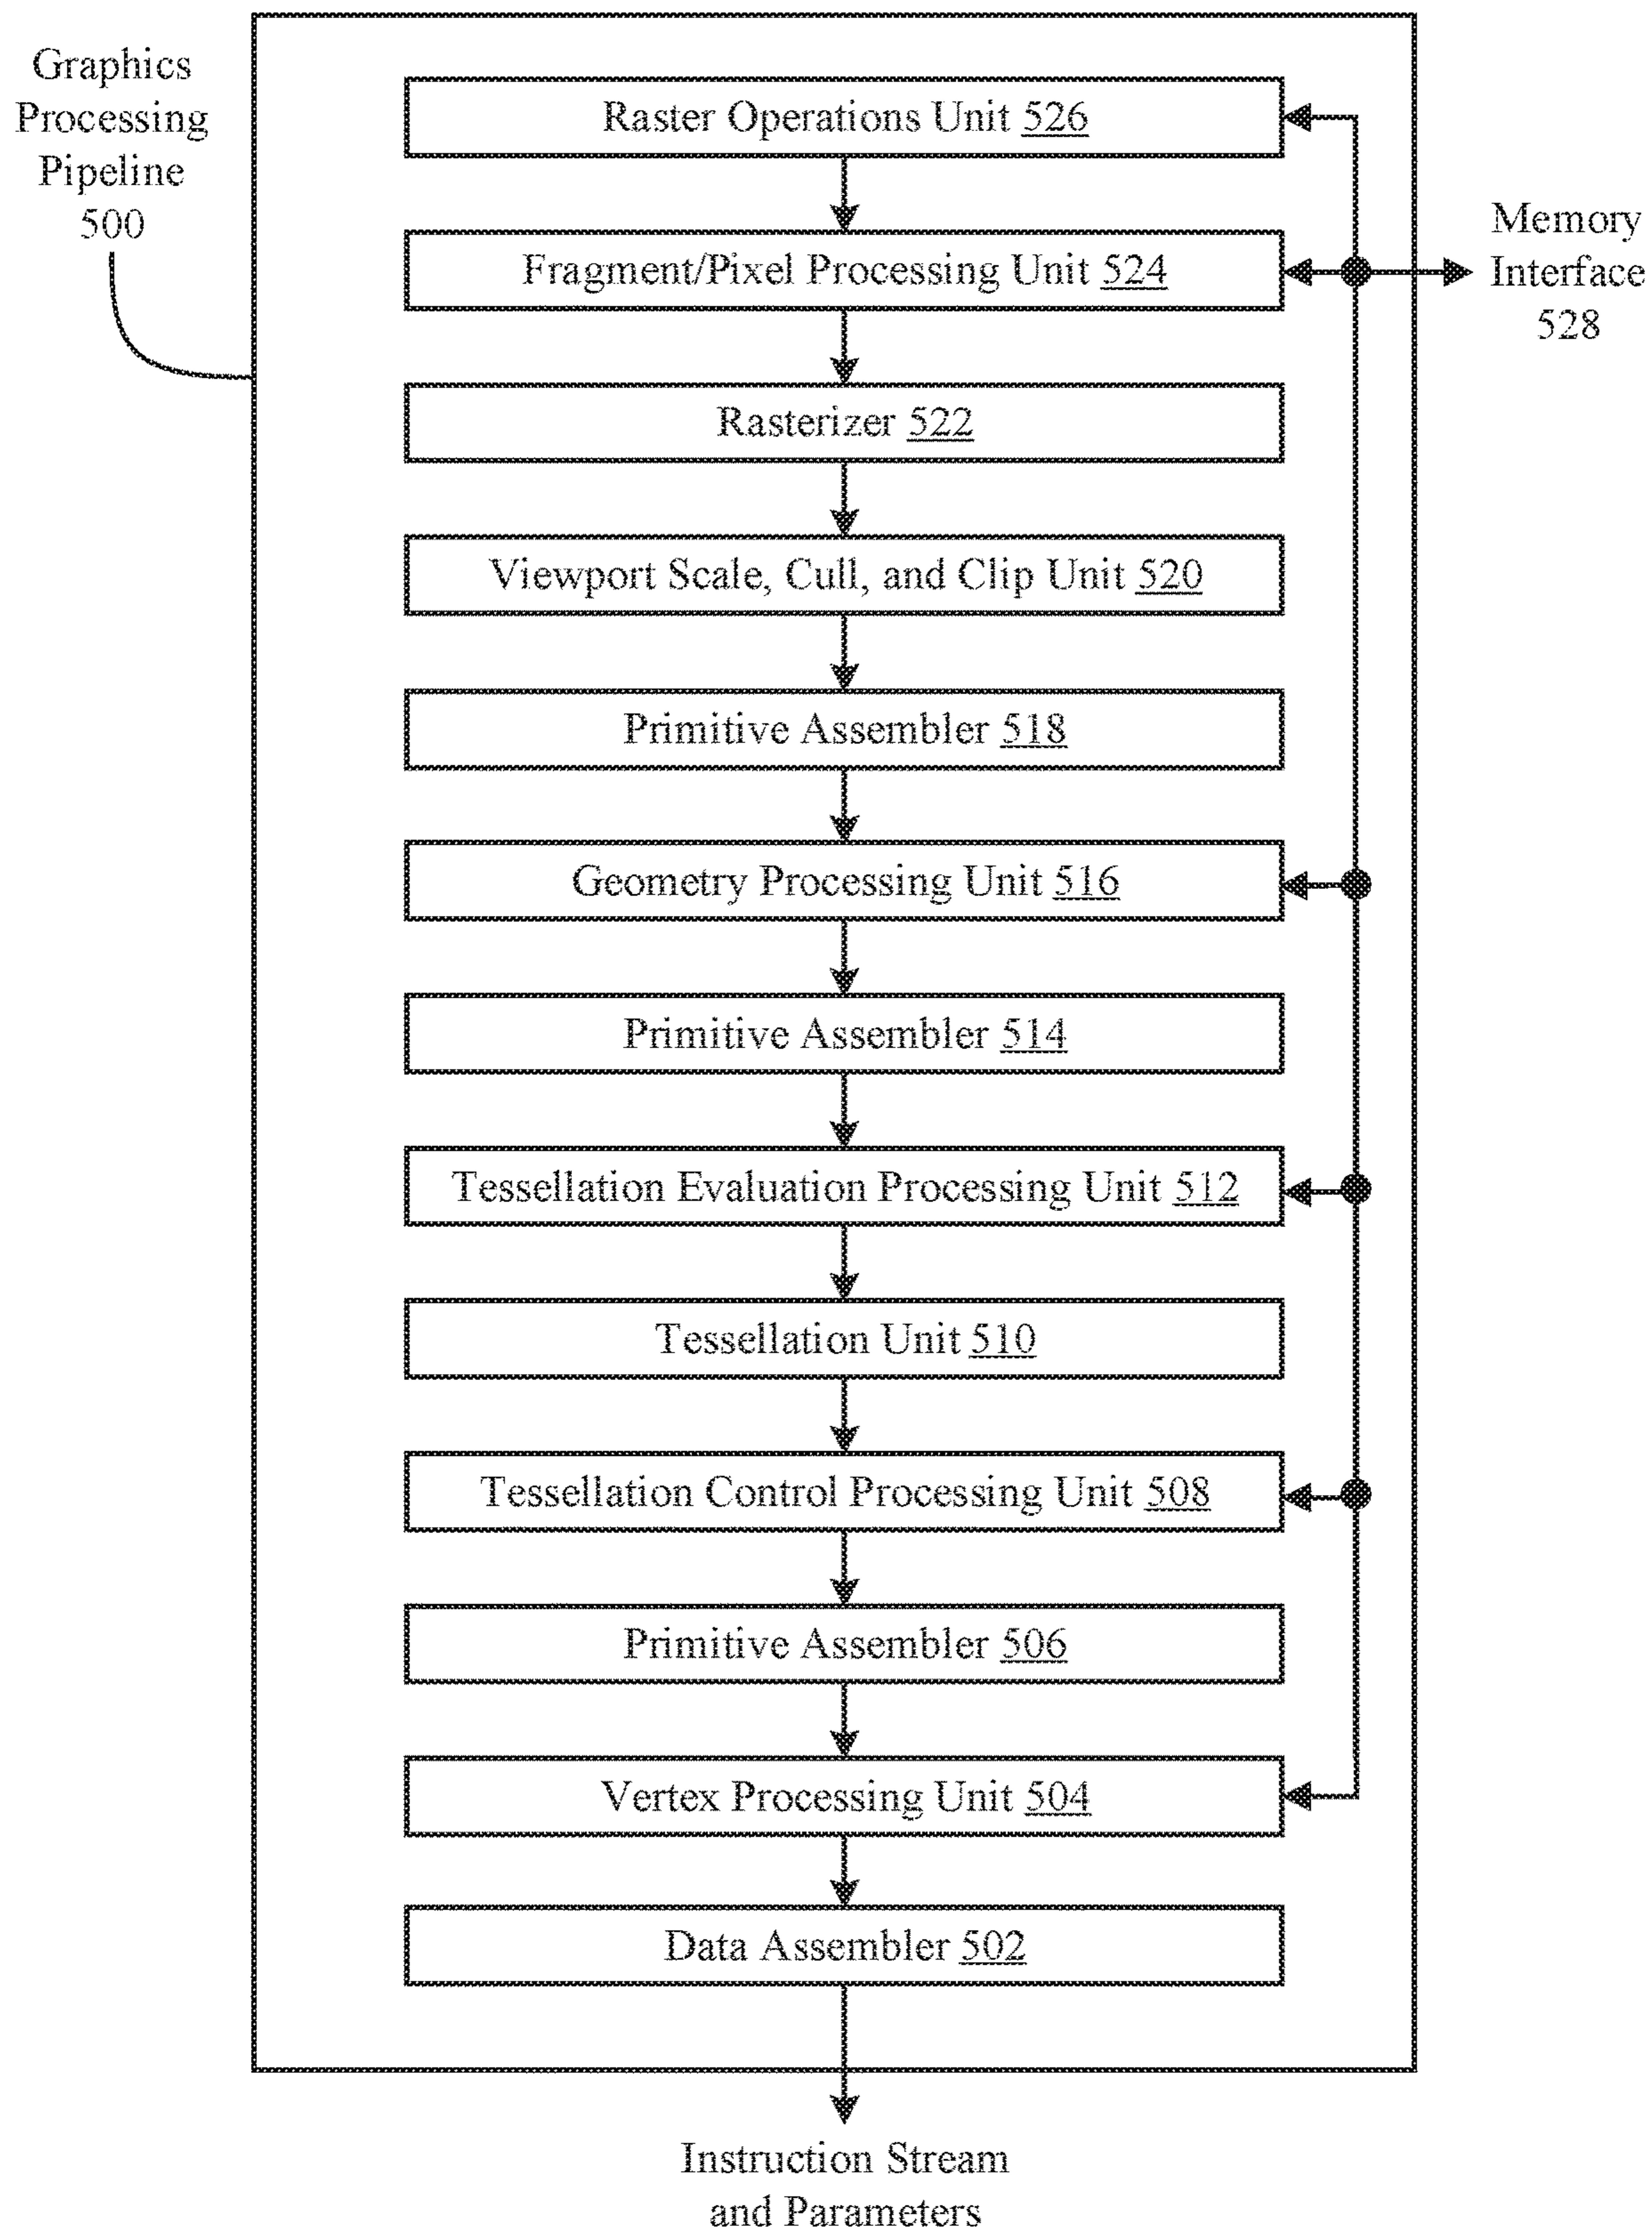 Graphics
Processing
Pipeline
500
Raster Operations Unit 526
Fragment/Pixel Processing Unit 524
Memory
Interface
528
Rasterizer 522
Viewport Scale, Cull, and Clip Unit 520
Primitive Assembler 518
Geometry Processing Unit 516
Primitive Assembler 514
Tessellation Evaluation Processing Unit 512
Tessellation Unit 510
Tessellation Control Processing Unit 508
Primitive Assembler 506
Vertex Processing Unit 504
Data Assembler 502
Instruction Stream
and Parameters